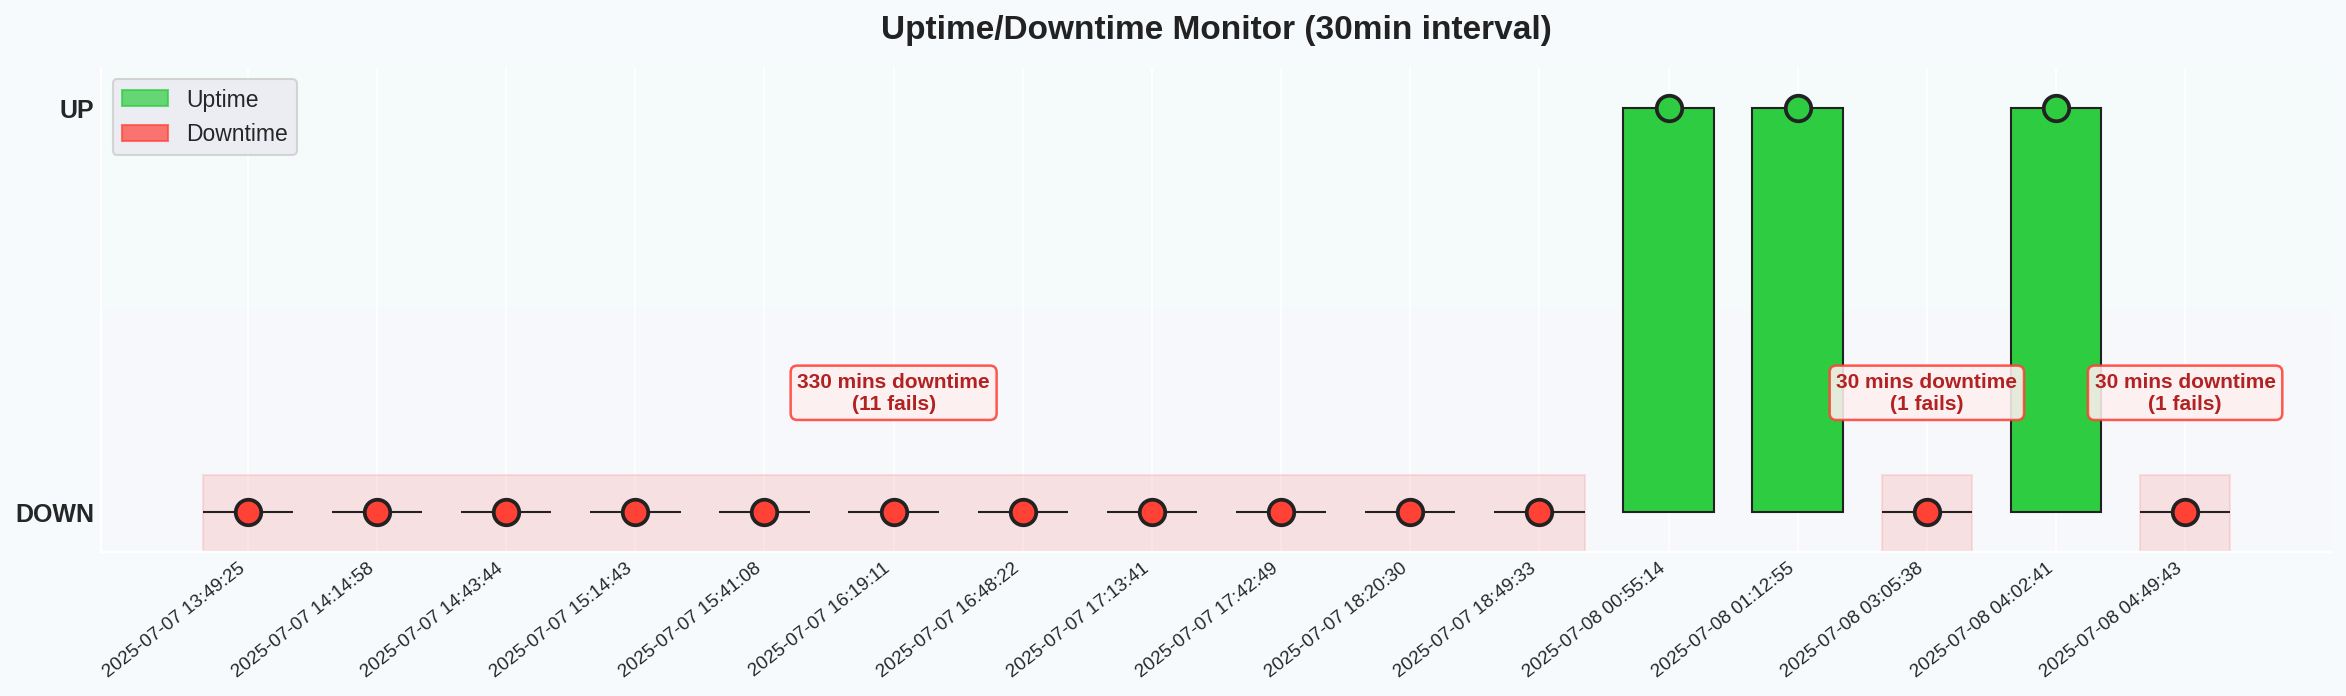 Uptime/Downtime Monitor (30min interval)
UP
Uptime
Downtime
330 mins downtime
(11 fails)
30 mins downtime
(1 fails)
30 mins downtime
(1 fails)
DOWN
2025-07-07 13:49:25
2025-07-07 14:14:58
2025-07-07 14:43:44
2025-07-07 15:14:43
2025-07-07 15:41:08
2025-07-07 16:19:11
2025-07-07 16:48:22
2025-07-07 17:13:41
2025-07-07 17:42:49
2025-07-07 18:20:30
2025-07-07 18:49:33
2025-07-08 00:55:14
2025-07-08 01:12:55
2025-07-08 03:05:38
2025-07-08 04:02:41
2025-07-08 04:49:43